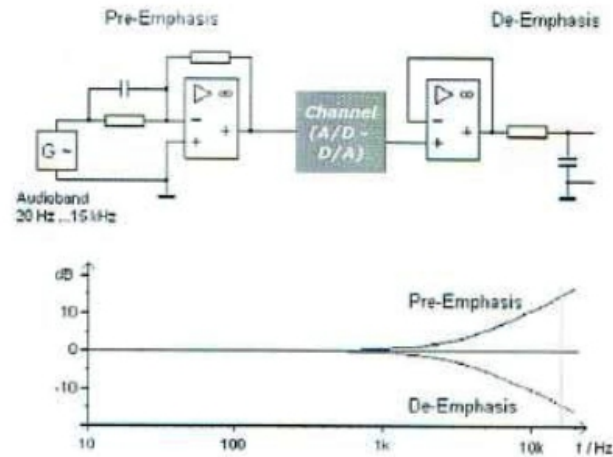 Pre-Emphasis
De-Emphasis
▷ ∞
- +
+
▷ ∞
- +
+
Channel
(A/D -
D/A)
G ~
Audioband
20 Hz ...15 kHz
dB
10
0
-10
Pre-Emphasis
De-Emphasis
10 100 1k 10k f / Hz